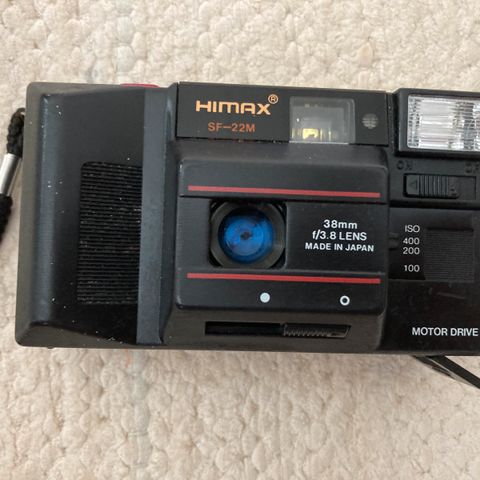 HIMAX®
SF-22M
38mm
f/3.8 LENS
MADE IN JAPAN
ISO
400
200
100
MOTOR DRIVE